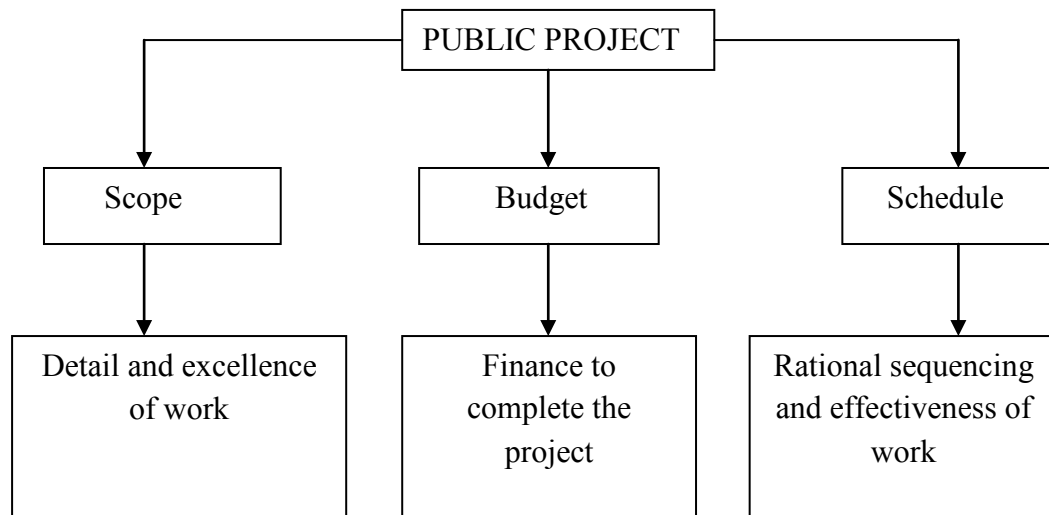 PUBLIC PROJECT
Scope
Budget
Schedule
Detail and excellence
of work
Finance to
complete the
project
Rational sequencing
and effectiveness of
work